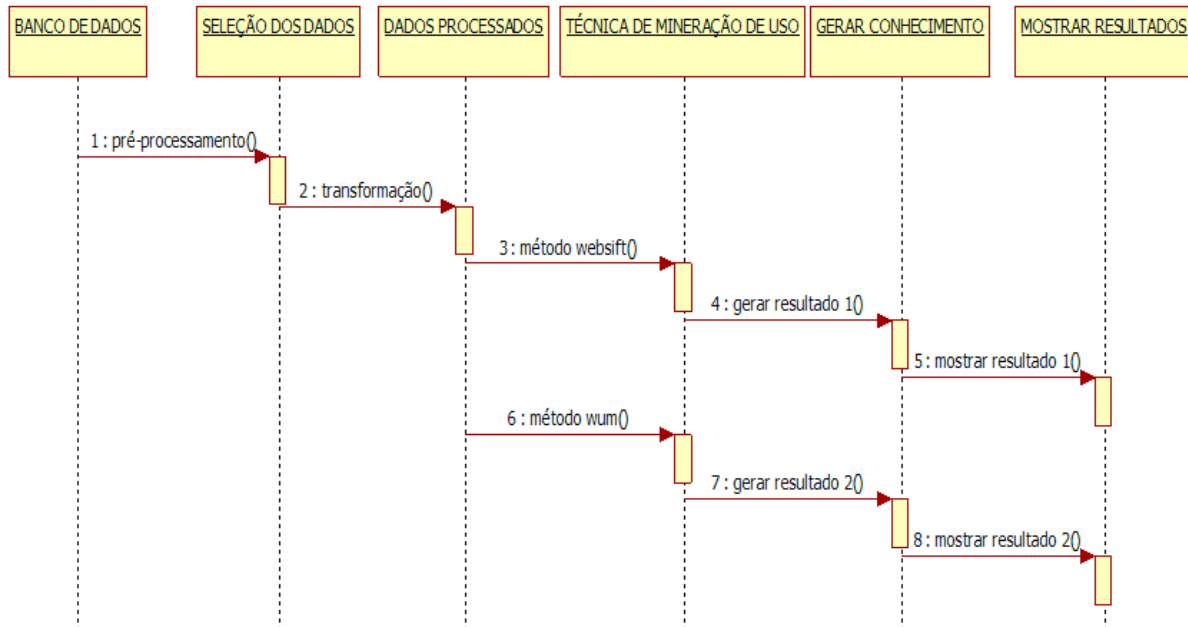 BANCO DE DADOS
SELEÇÃO DOS DADOS
DADOS PROCESSADOS
TÉCNICA DE MINERAÇÃO DE USO
GERAR CONHECIMENTO
MOSTRAR RESULTADOS
1 : pré-processamento()
2 : transformação()
3 : método websift()
4 : gerar resultado 1()
5 : mostrar resultado 1()
6 : método wum()
7 : gerar resultado 2()
8 : mostrar resultado 2()